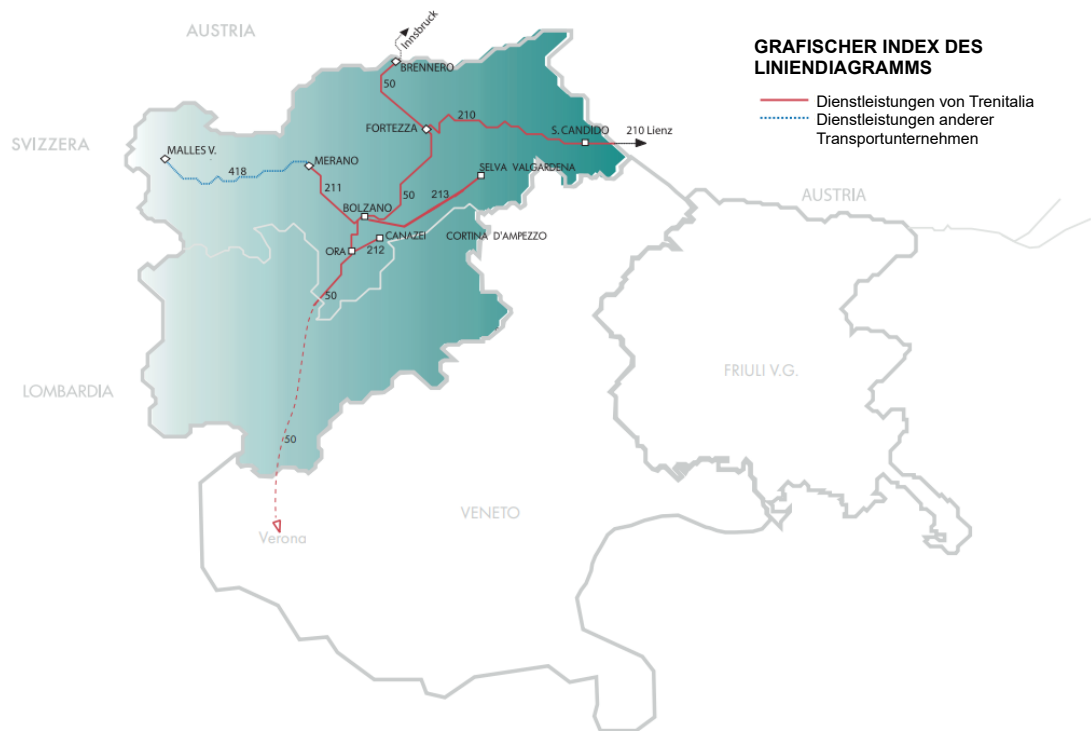 AUSTRIA
Innsbruck
GRAFISCHER INDEX DES
LINIENDIAGRAMMS
BRENNERO
50
Dienstleistungen von Trenitalia
Dienstleistungen anderer
Transportunternehmen
210
FORTEZZA
S. CANDIDO
210 Lienz
SVIZZERA
MALLES V.
MERANO
418
SELVA VALGARDENA
211
50
213
AUSTRIA
BOLZANO
CANAZEI
CORTINA D'AMPEZZO
ORA
212
50
FRIULI V.G.
LOMBARDIA
50
VENETO
Verona